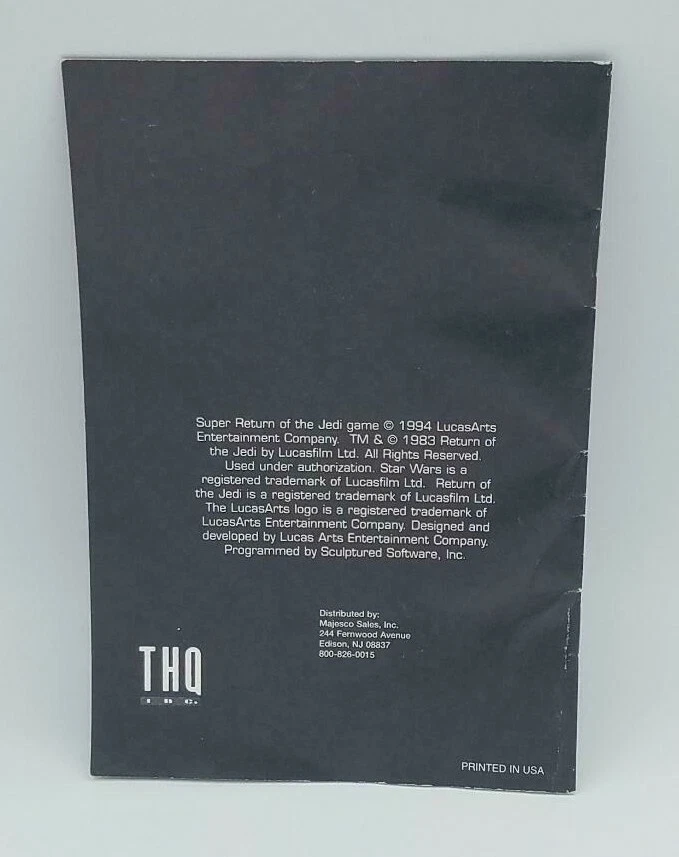 Super Return of the Jedi game © 1994 LucasArts
Entertainment Company. TM & © 1983 Return of
the Jedi by Lucasfilm Ltd. All Rights Reserved.
Used under authorization. Star Wars is a
registered trademark of Lucasfilm Ltd. Return of
the Jedi is a registered trademark of Lucasfilm Ltd.
The LucasArts logo is a registered trademark of
LucasArts Entertainment Company. Designed and
developed by Lucas Arts Entertainment Company.
Programmed by Sculptured Software, Inc.
Distributed by:
Majesco Sales, Inc.
244 Fernwood Avenue
Edison, NJ 08837
800-826-0015
THQ
INC.
PRINTED IN USA